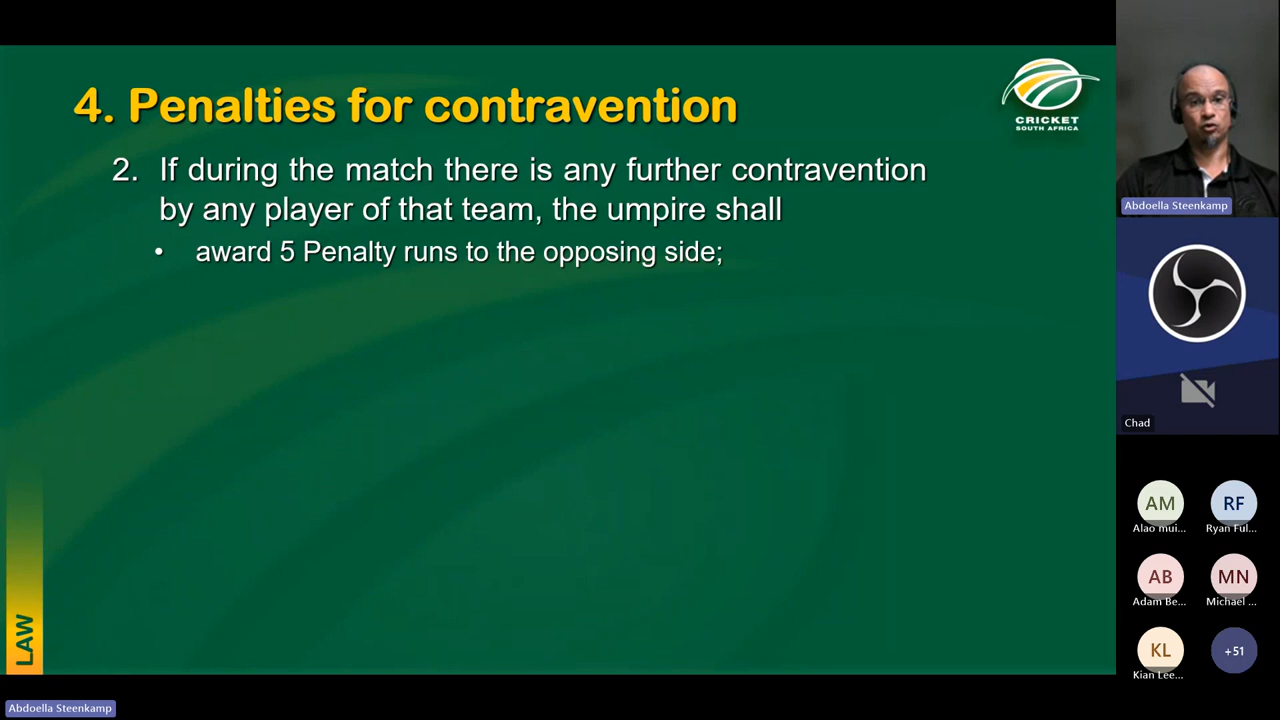 4. Penalties for contravention
CRICKET
SOUTH AFRICA
2. If during the match there is any further contravention
by any player of that team, the umpire shall
• award 5 Penalty runs to the opposing side;
LAW
Abdoella Steenkamp
Abdoella Steenkamp
Chad
AM
Alao mui...
RF
Ryan Ful...
AB
Adam Be...
MN
Michael ...
KL
Kian Lee...
+51